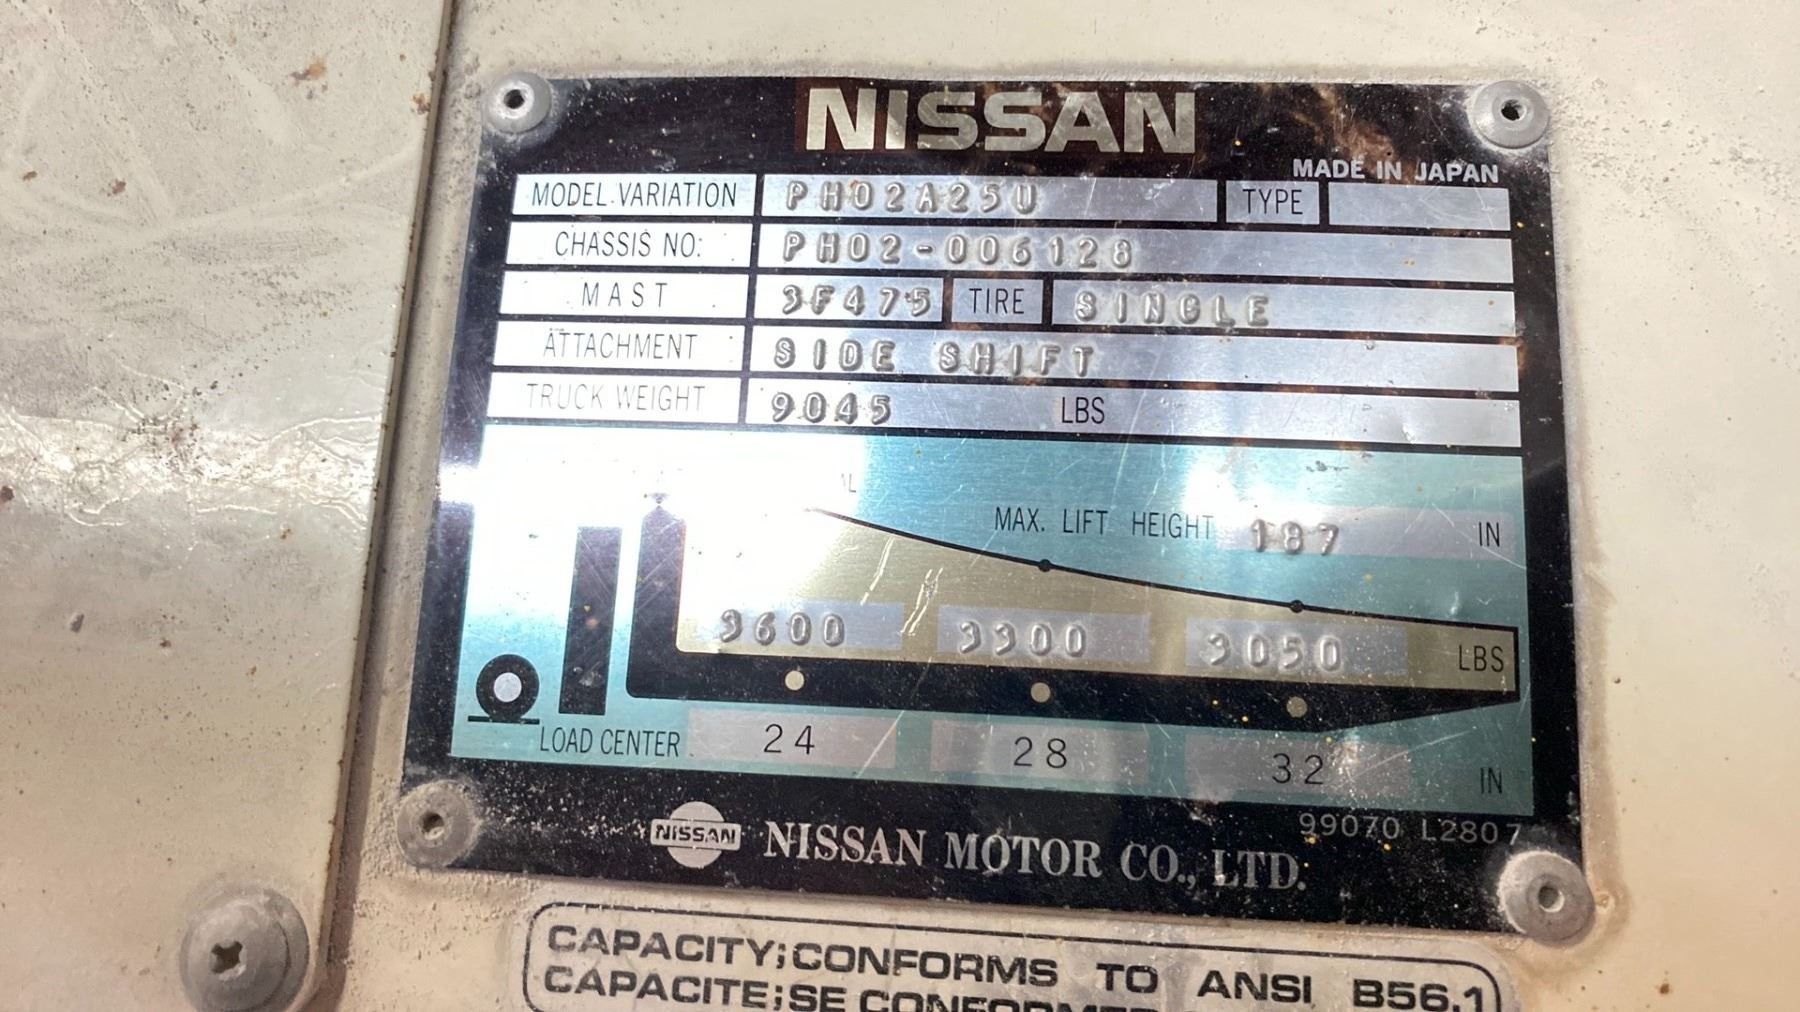 NISSAN
MADE IN JAPAN
MODEL VARIATION PH02A25U TYPE
CHASSIS NO: PH02-006128
MAST 3F475 TIRE SINGLE
ATTACHMENT SIDE SHIFT
TRUCK WEIGHT 9045 LBS
MAX. LIFT HEIGHT 187 IN
3600 3300 3050 LBS
LOAD CENTER 24 28 32 IN
99070 L2807
NISSAN NISSAN MOTOR CO., LTD.
CAPACITY;CONFORMS TO ANSI B56.1
CAPACITE;SE